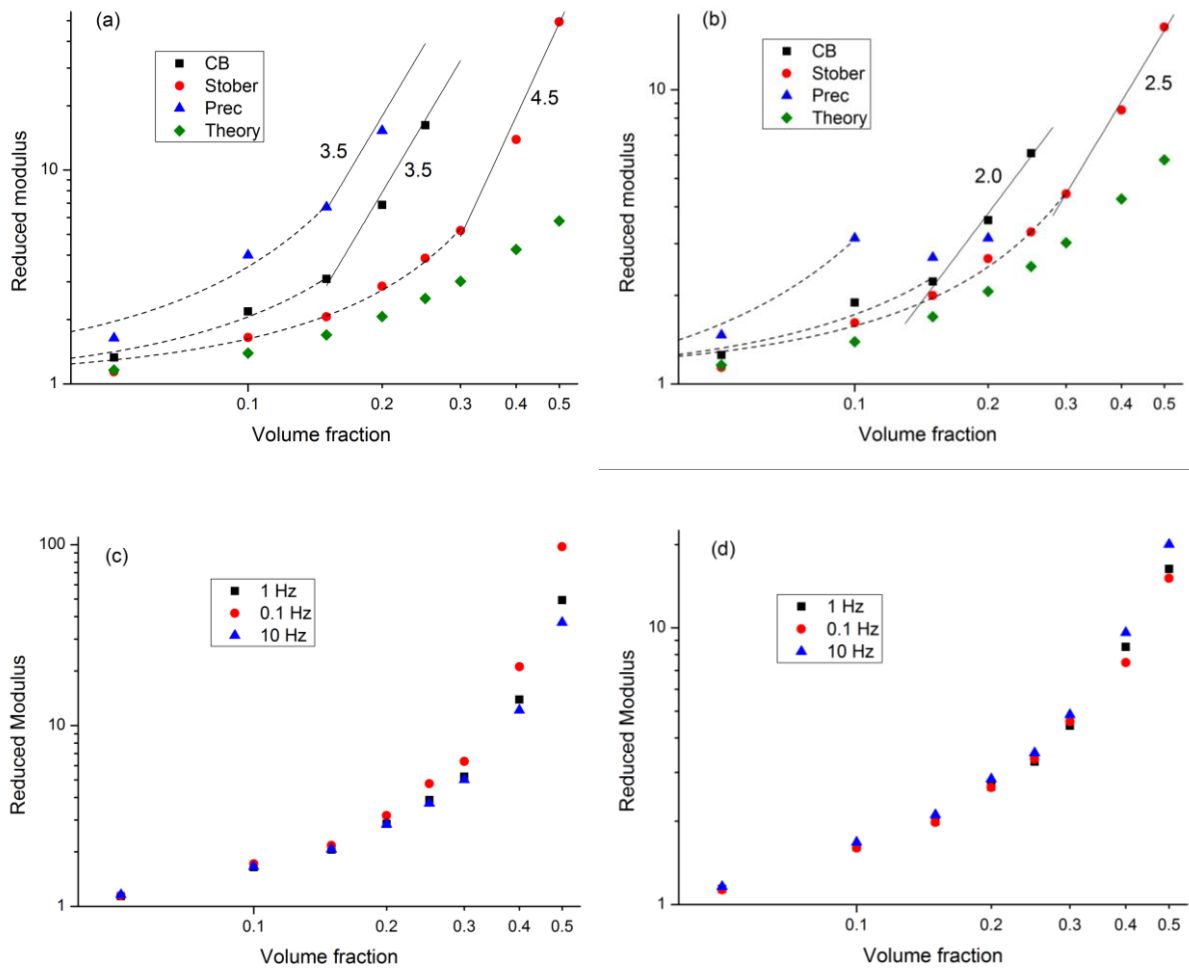 (a)
CB
Stober
Prec
Theory
3.5
3.5
4.5
10
1
0.1
0.2
0.3
0.4
0.5
Reduced modulus
Volume fraction
(b)
CB
Stober
Prec
Theory
2.0
2.5
10
1
0.1
0.2
0.3
0.4
0.5
Reduced modulus
Volume fraction
(c)
1 Hz
0.1 Hz
10 Hz
100
10
1
0.1
0.2
0.3
0.4
0.5
Reduced Modulus
Volume fraction
(d)
1 Hz
0.1 Hz
10 Hz
10
1
0.1
0.2
0.3
0.4
0.5
Reduced Modulus
Volume fraction